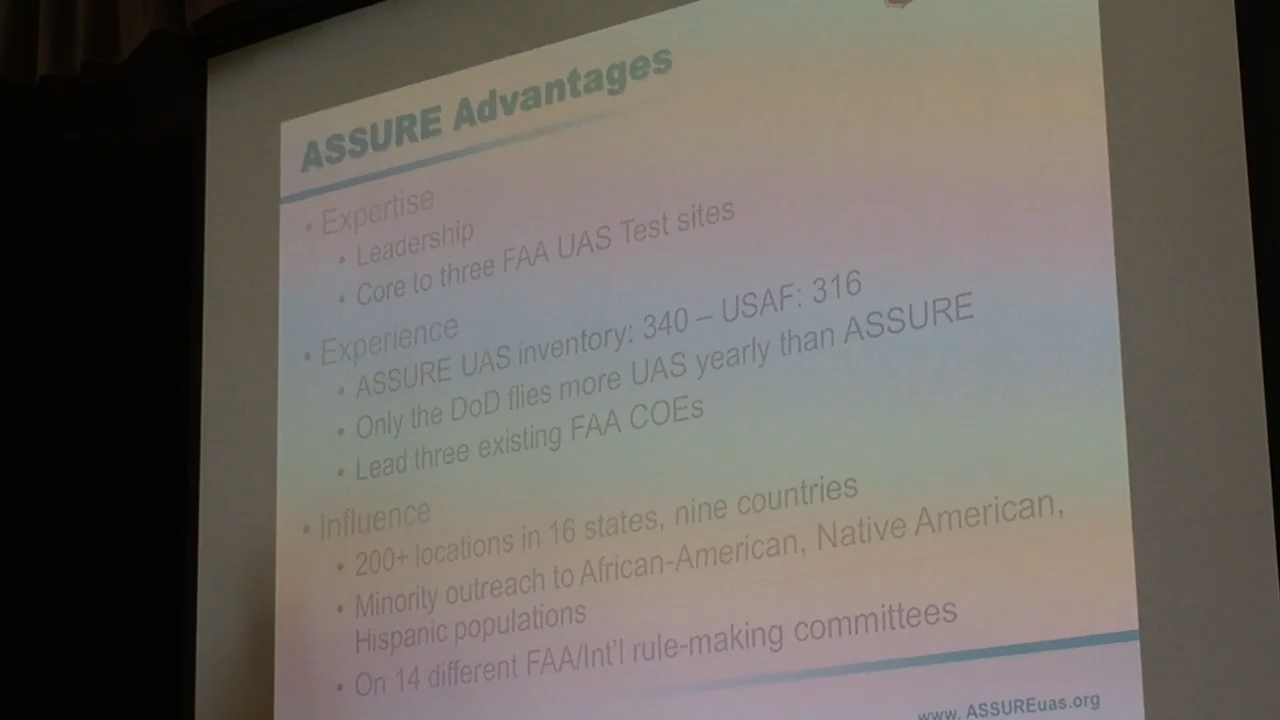 ASSURE Advantages
• Expertise
• Leadership
• Core to three FAA UAS Test sites
• Experience
• ASSURE UAS inventory: 340 – USAF: 316
• Only the DoD flies more UAS yearly than ASSURE
• Lead three existing FAA COEs
• Influence
• 200+ locations in 16 states, nine countries
• Minority outreach to African-American, Native American,
Hispanic populations
• On 14 different FAA/Int'l rule-making committees
www. ASSUREuas.org